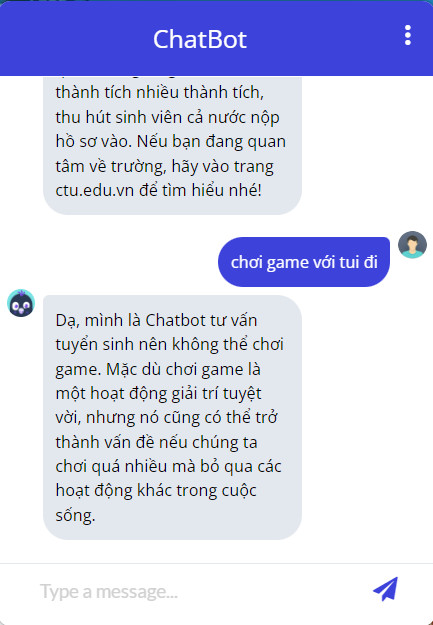 ChatBot
thành tích nhiều thành tích,
thu hút sinh viên cả nước nộp
hồ sơ vào. Nếu bạn đang quan
tâm về trường, hãy vào trang
ctu.edu.vn để tìm hiểu nhé!
chơi game với tui đi
Dạ, mình là Chatbot tư vấn
tuyển sinh nên không thể chơi
game. Mặc dù chơi game là
một hoạt động giải trí tuyệt
vời, nhưng nó cũng có thể trở
thành vấn đề nếu chúng ta
chơi quá nhiều mà bỏ qua các
hoạt động khác trong cuộc
sống.
Type a message...